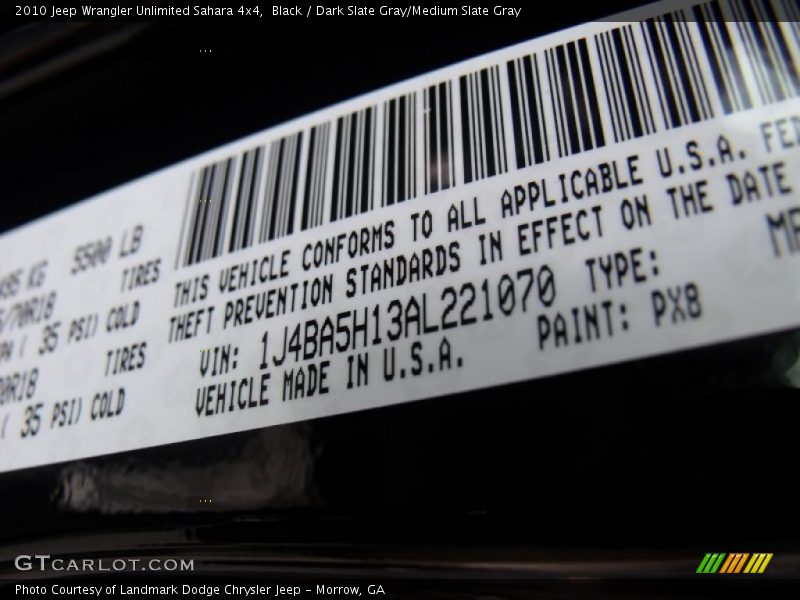 2010 Jeep Wrangler Unlimited Sahara 4x4, Black / Dark Slate Gray/Medium Slate Gray
5500 LB
TIRES
( 35 PSI) COLD
TIRES
( 35 PSI) COLD
THIS VEHICLE CONFORMS TO ALL APPLICABLE U.S.A.
THEFT PREVENTION STANDARDS IN EFFECT ON THE DATE
VIN: 1J4BA5H13AL221070 TYPE:
VEHICLE MADE IN U.S.A. PAINT: PX8
GTCARLOT.COM
Photo Courtesy of Landmark Dodge Chrysler Jeep - Morrow, GA